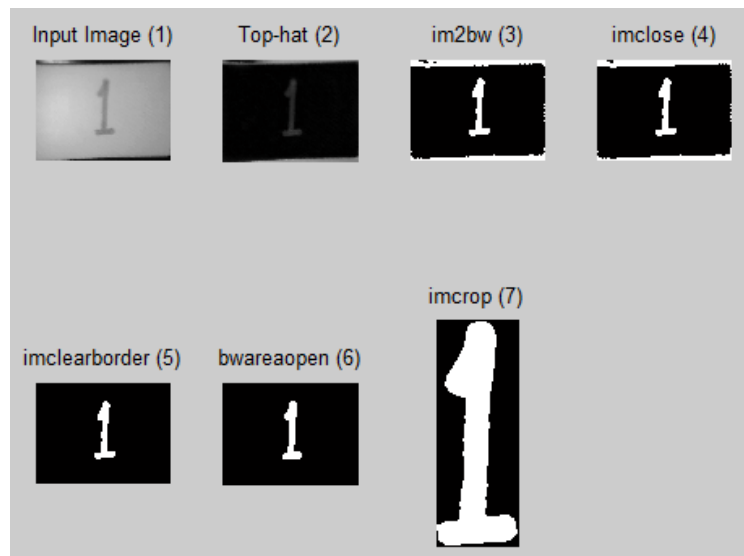 Input Image (1)
Top-hat (2)
im2bw (3)
imclose (4)
1
1
1
1
imclearborder (5)
bwareaopen (6)
imcrop (7)
1
1
1